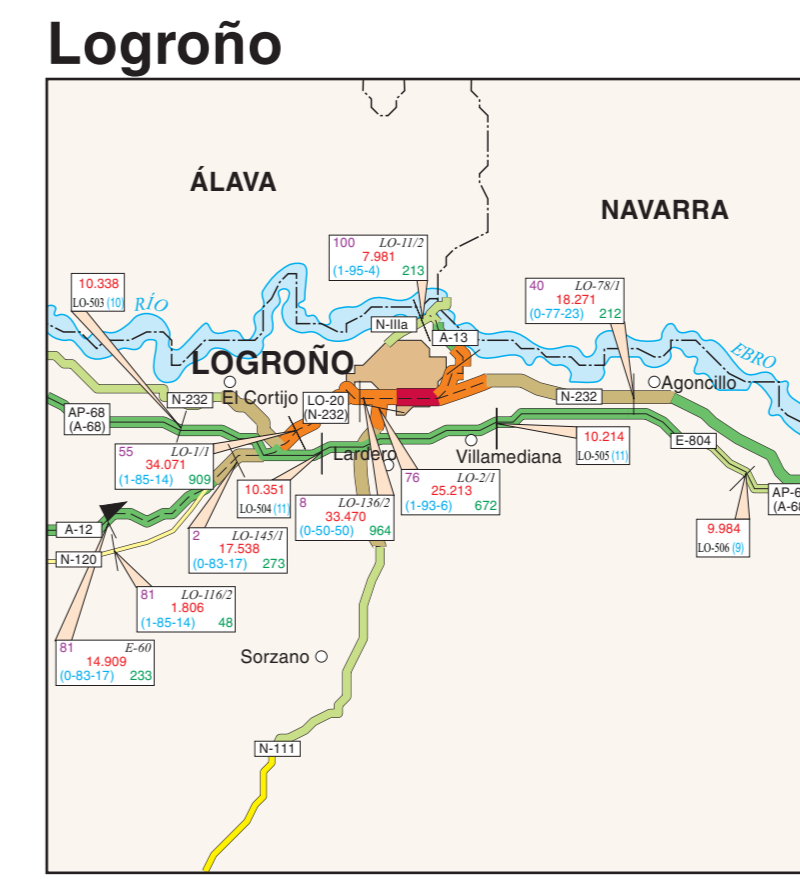 Logroño
ÁLAVA
NAVARRA
100 LO-11/2
7.981
(1-95-4) 213
10.338
LO-503 (10)
RÍO
40 LO-78/1
18.271
(0-77-23) 212
N-IIIa
A-13
EBRO
LOGROÑO
El Cortijo
Agoncillo
N-232
LO-20
(N-232)
N-232
AP-68
(A-68)
E-804
55 LO-1/1
34.071
(1-85-14) 909
Lardero
Villamediana
10.214
LO-505 (11)
10.351
LO-504 (11)
76 LO-2/1
25.213
(1-93-6) 672
8 LO-136/2
33.470
(0-50-50) 964
AP-6
(A-68
A-12
2 LO-145/1
17.538
(0-83-17) 273
9.984
LO-506 (9)
N-120
81 LO-116/2
1.806
(1-85-14) 48
81 E-60
14.909
(0-83-17) 233
Sorzano
N-111